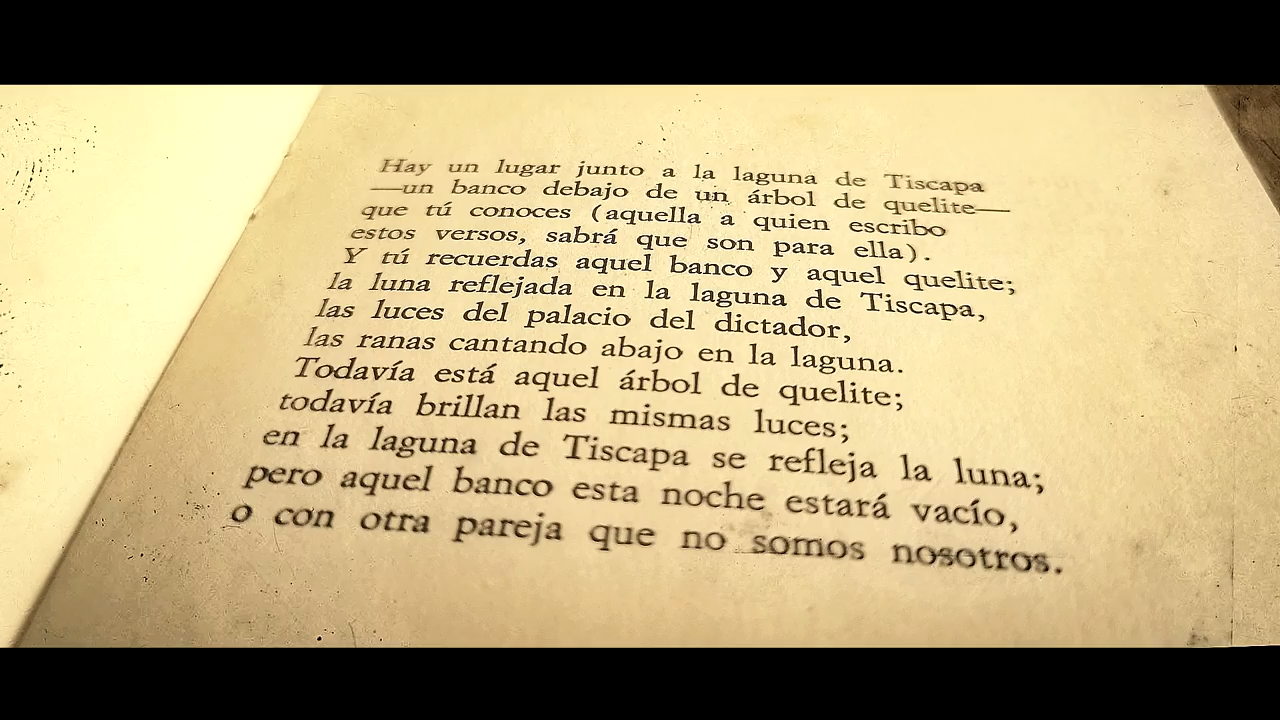 Hay un lugar junto a la laguna de Tiscapa
—un banco debajo de un árbol de quelite—
que tú conoces (aquella a quien escribo
estos versos, sabrá que son para ella).
Y tú recuerdas aquel banco y aquel quelite;
la luna reflejada en la laguna de Tiscapa,
las luces del palacio del dictador,
las ranas cantando abajo en la laguna.
Todavía está aquel árbol de quelite;
todavía brillan las mismas luces;
en la laguna de Tiscapa se refleja la luna;
pero aquel banco esta noche estará vacío,
o con otra pareja que no somos nosotros.